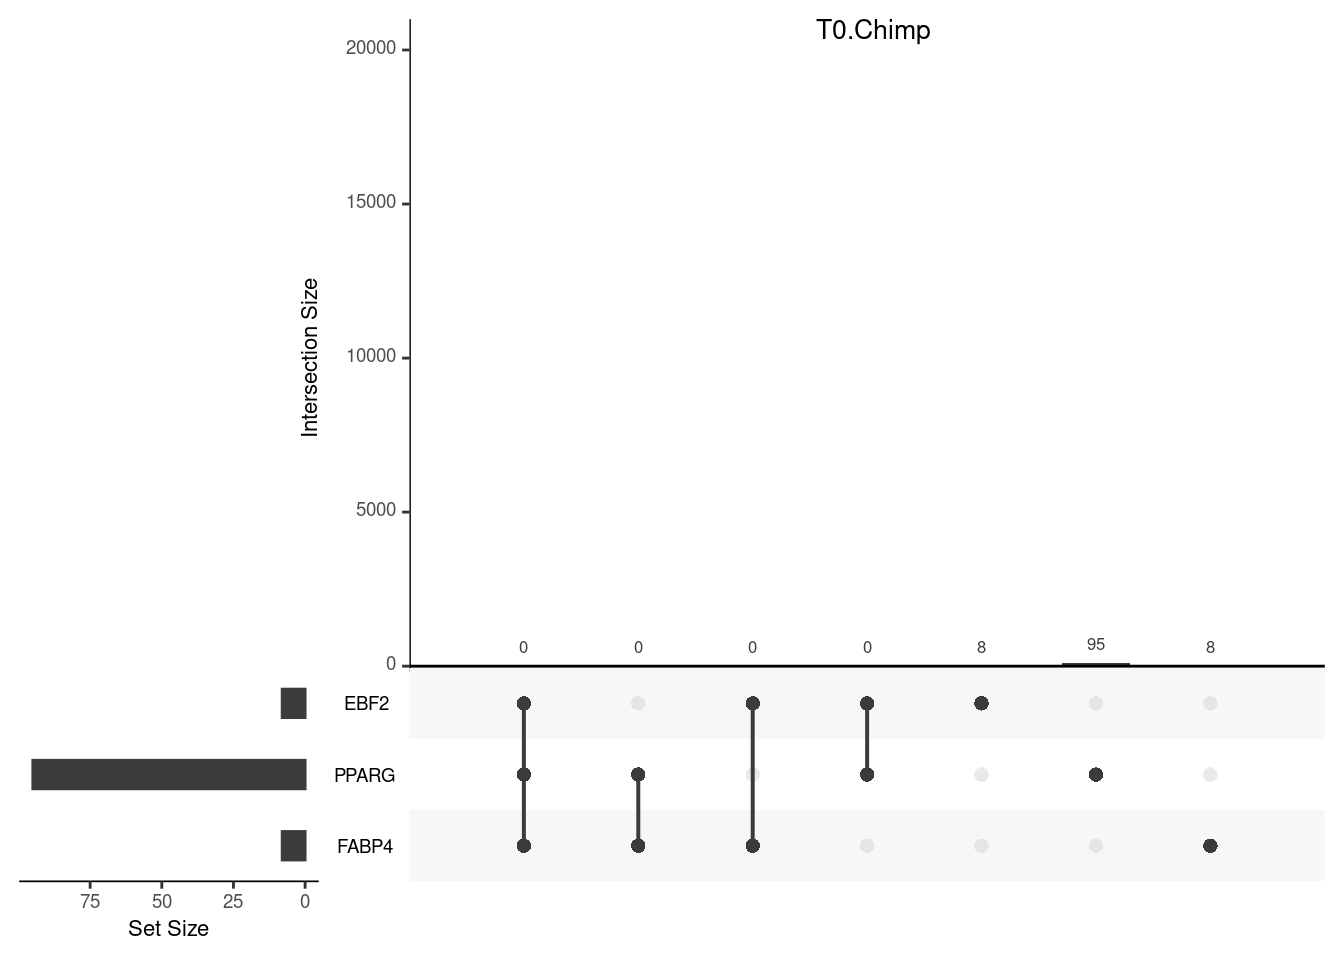 T0.Chimp
20000
15000
10000
5000
0
Intersection Size
0 0 0 0 8 95 8
EBF2
PPARG
FABP4
75 50 25 0
Set Size